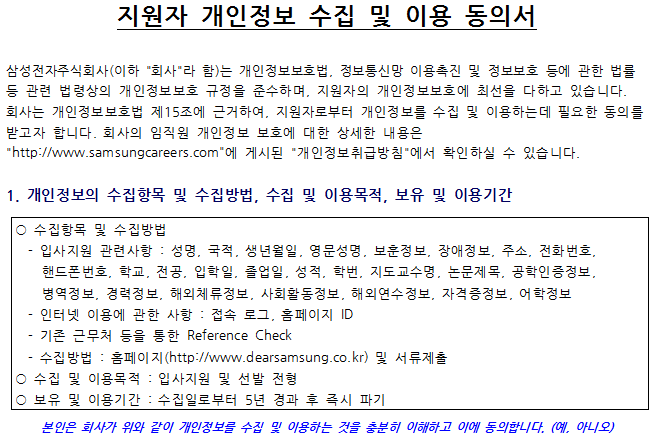 지원자 개인정보 수집 및 이용 동의서
삼성전자주식회사(이하 "회사"라 함)는 개인정보보호법, 정보통신망 이용촉진 및 정보보호 등에 관한 법률
등 관련 법령상의 개인정보보호 규정을 준수하며, 지원자의 개인정보보호에 최선을 다하고 있습니다.
회사는 개인정보보호법 제15조에 근거하여, 지원자로부터 개인정보를 수집 및 이용하는데 필요한 동의를
받고자 합니다. 회사의 임직원 개인정보 보호에 대한 상세한 내용은
"http://www.samsungcareers.com"에 게시된 "개인정보취급방침"에서 확인하실 수 있습니다.
1. 개인정보의 수집항목 및 수집방법, 수집 및 이용목적, 보유 및 이용기간
○ 수집항목 및 수집방법
- 입사지원 관련사항 : 성명, 국적, 생년월일, 영문성명, 보훈정보, 장애정보, 주소, 전화번호,
핸드폰번호, 학교, 전공, 입학일, 졸업일, 성적, 학번, 지도교수명, 논문제목, 공학인증정보,
병역정보, 경력정보, 해외체류정보, 사회활동정보, 해외연수정보, 자격증정보, 어학정보
- 인터넷 이용에 관한 사항 : 접속 로그, 홈페이지 ID
- 기존 근무처 등을 통한 Reference Check
- 수집방법 : 홈페이지(http://www.dearsamsung.co.kr) 및 서류제출
○ 수집 및 이용목적 : 입사지원 및 선발 전형
○ 보유 및 이용기간 : 수집일로부터 5년 경과 후 즉시 파기
본인은 회사가 위와 같이 개인정보를 수집 및 이용하는 것을 충분히 이해하고 이에 동의합니다. (예, 아니오)